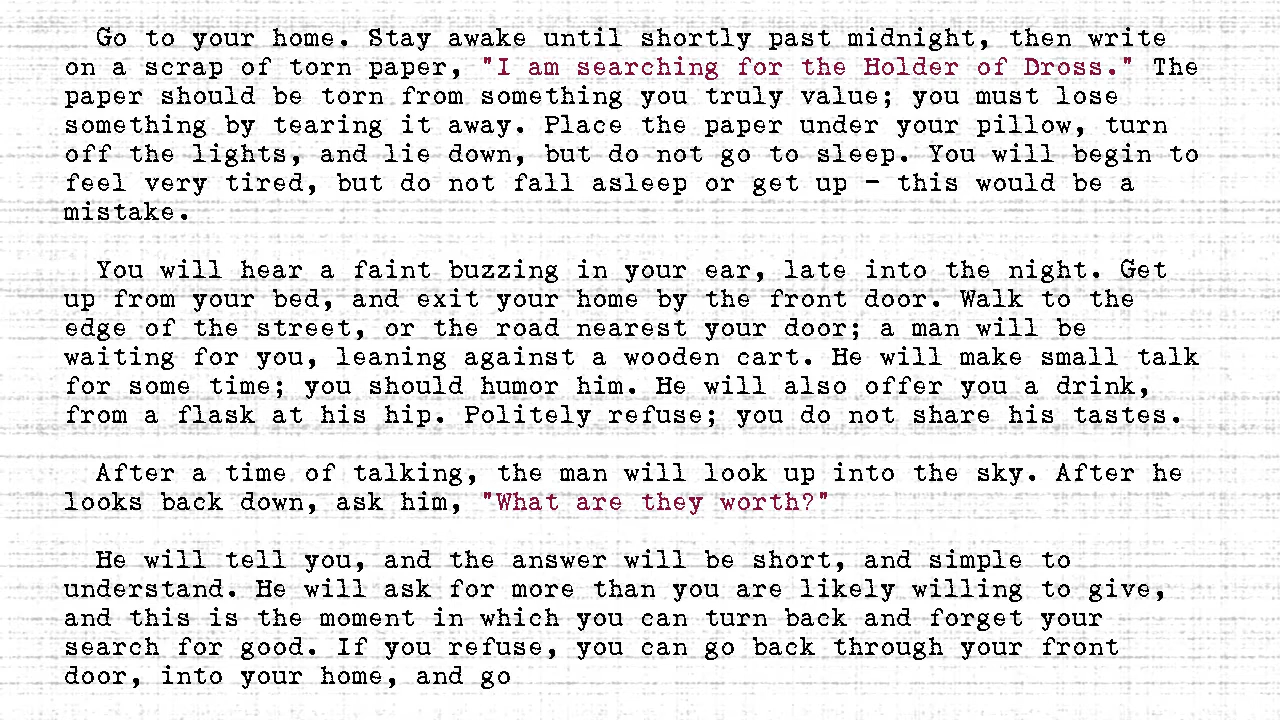 Go to your home. Stay awake until shortly past midnight, then write
on a scrap of torn paper, "I am searching for the Holder of Dross." The
paper should be torn from something you truly value; you must lose
something by tearing it away. Place the paper under your pillow, turn
off the lights, and lie down, but do not go to sleep. You will begin to
feel very tired, but do not fall asleep or get up – this would be a
mistake.
You will hear a faint buzzing in your ear, late into the night. Get
up from your bed, and exit your home by the front door. Walk to the
edge of the street, or the road nearest your door; a man will be
waiting for you, leaning against a wooden cart. He will make small talk
for some time; you should humor him. He will also offer you a drink,
from a flask at his hip. Politely refuse; you do not share his tastes.
After a time of talking, the man will look up into the sky. After he
looks back down, ask him, "What are they worth?"
He will tell you, and the answer will be short, and simple to
understand. He will ask for more than you are likely willing to give,
and this is the moment in which you can turn back and forget your
search for good. If you refuse, you can go back through your front
door, into your home, and go